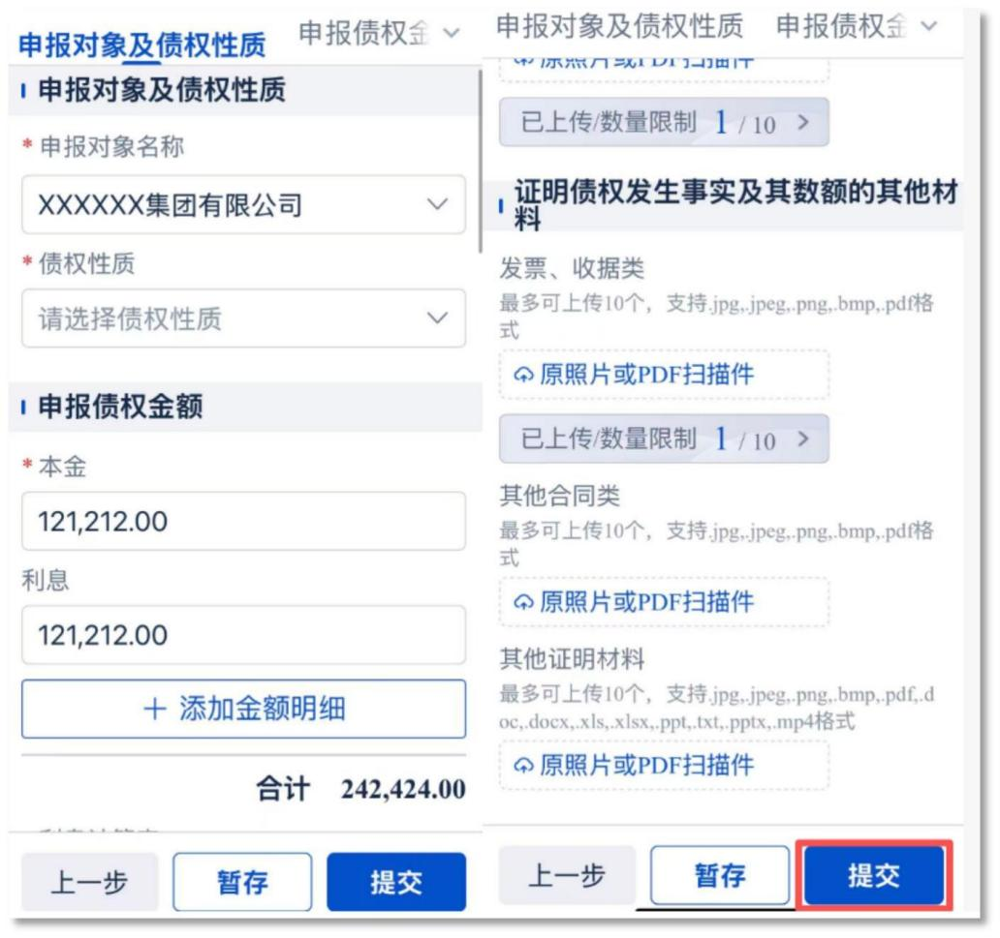 申报对象及债权性质
申报债权金
申报对象及债权性质
* 申报对象名称
XXXXXX集团有限公司
* 债权性质
请选择债权性质
申报债权金额
* 本金
121,212.00
利息
121,212.00
+ 添加金额明细
合计 242,424.00
上一步
暂存
提交
申报对象及债权性质
申报债权金
原照片或PDF扫描件
已上传/数量限制 1 / 10 >
证明债权发生事实及其数额的其他材
料
发票、收据类
最多可上传10个，支持.jpg,.jpeg,.png,.bmp,.pdf格
式
原照片或PDF扫描件
已上传/数量限制 1 / 10 >
其他合同类
最多可上传10个，支持.jpg,.jpeg,.png,.bmp,.pdf格
式
原照片或PDF扫描件
其他证明材料
最多可上传10个，支持.jpg,.jpeg,.png,.bmp,.pdf,.d
oc,.docx,.xls,.xlsx,.ppt,.txt,.pptx,.mp4格式
原照片或PDF扫描件
上一步
暂存
提交